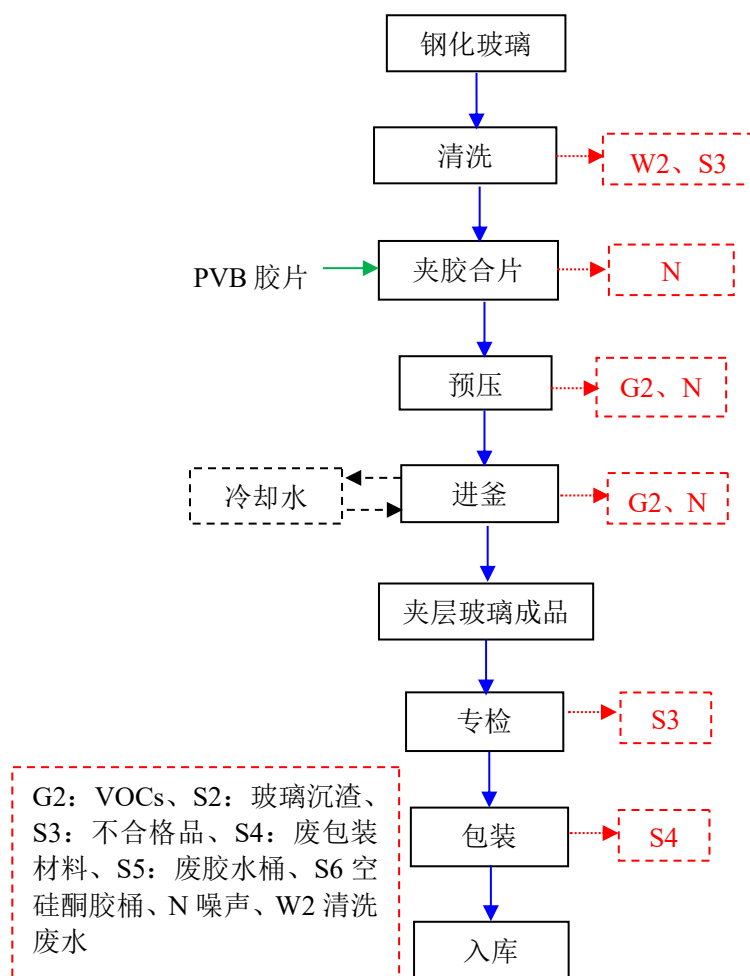 钢化玻璃
清洗
W2、S3
PVB 胶片
夹胶合片
N
预压
G2、N
冷却水
进釜
G2、N
夹层玻璃成品
专检
S3
G2：VOCs、S2：玻璃沉渣、
S3：不合格品、S4：废包装
材料、S5：废胶水桶、S6 空
硅酮胶桶、N 噪声、W2 清洗
废水
包装
S4
入库